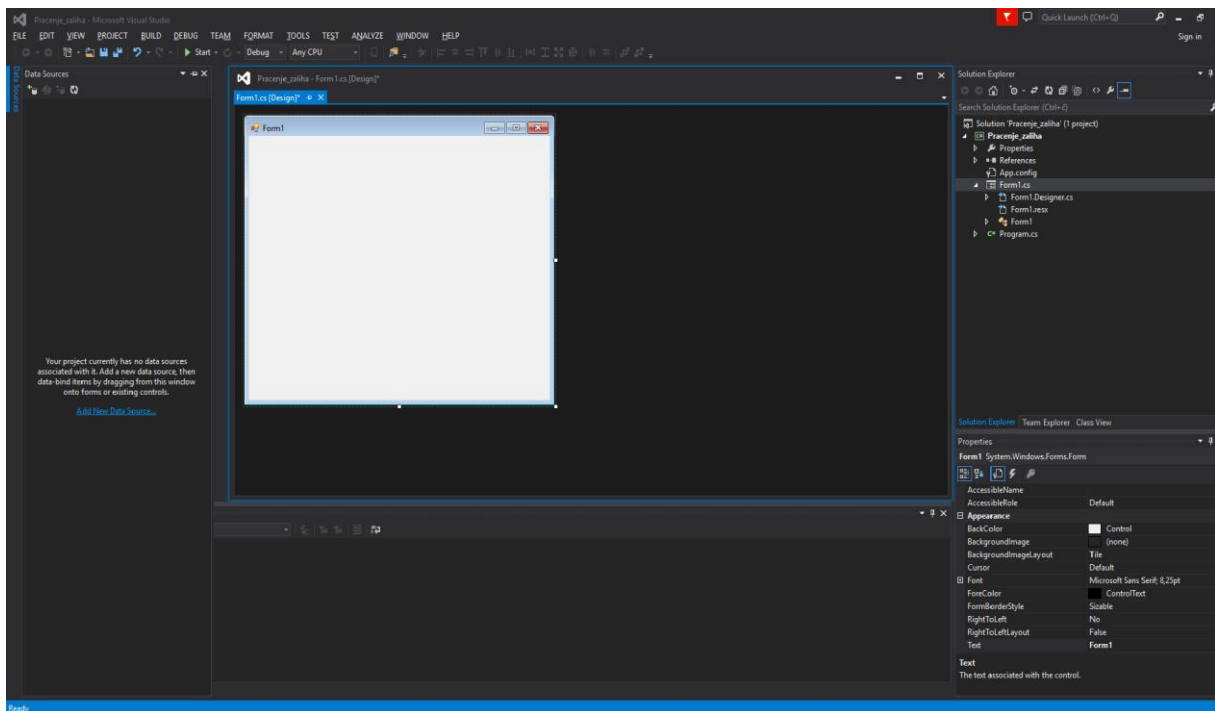 Pracenje_zaliha - Microsoft Visual Studio
Quick Launch (Ctrl+Q)
FILE EDIT VIEW PROJECT BUILD DEBUG TEAM FORMAT TOOLS TEST ANALYZE WINDOW HELP
Sign in
Start Debug Any CPU
Data Sources
Data Sources
Your project currently has no data sources
associated with it. Add a new data source, then
data-bind items by dragging from this window
onto forms or existing controls.
Add New Data Source...
Pracenje_zaliha - Form1.cs [Design]*
Form1.cs [Design]*
Form1
Solution Explorer
Search Solution Explorer (Ctrl+č)
Solution 'Pracenje_zaliha' (1 project)
Pracenje_zaliha
Properties
References
App.config
Form1.cs
Form1.Designer.cs
Form1.resx
Form1
C# Program.cs
Solution Explorer Team Explorer Class View
Properties
Form1 System.Windows.Forms.Form
AccessibleName
AccessibleRole Default
Appearance
BackColor Control
BackgroundImage (none)
BackgroundImageLayout Tile
Cursor Default
Font Microsoft Sans Serif; 8,25pt
ForeColor ControlText
FormBorderStyle Sizable
RightToLeft No
RightToLeftLayout False
Text Form1
Text
The text associated with the control.
Ready